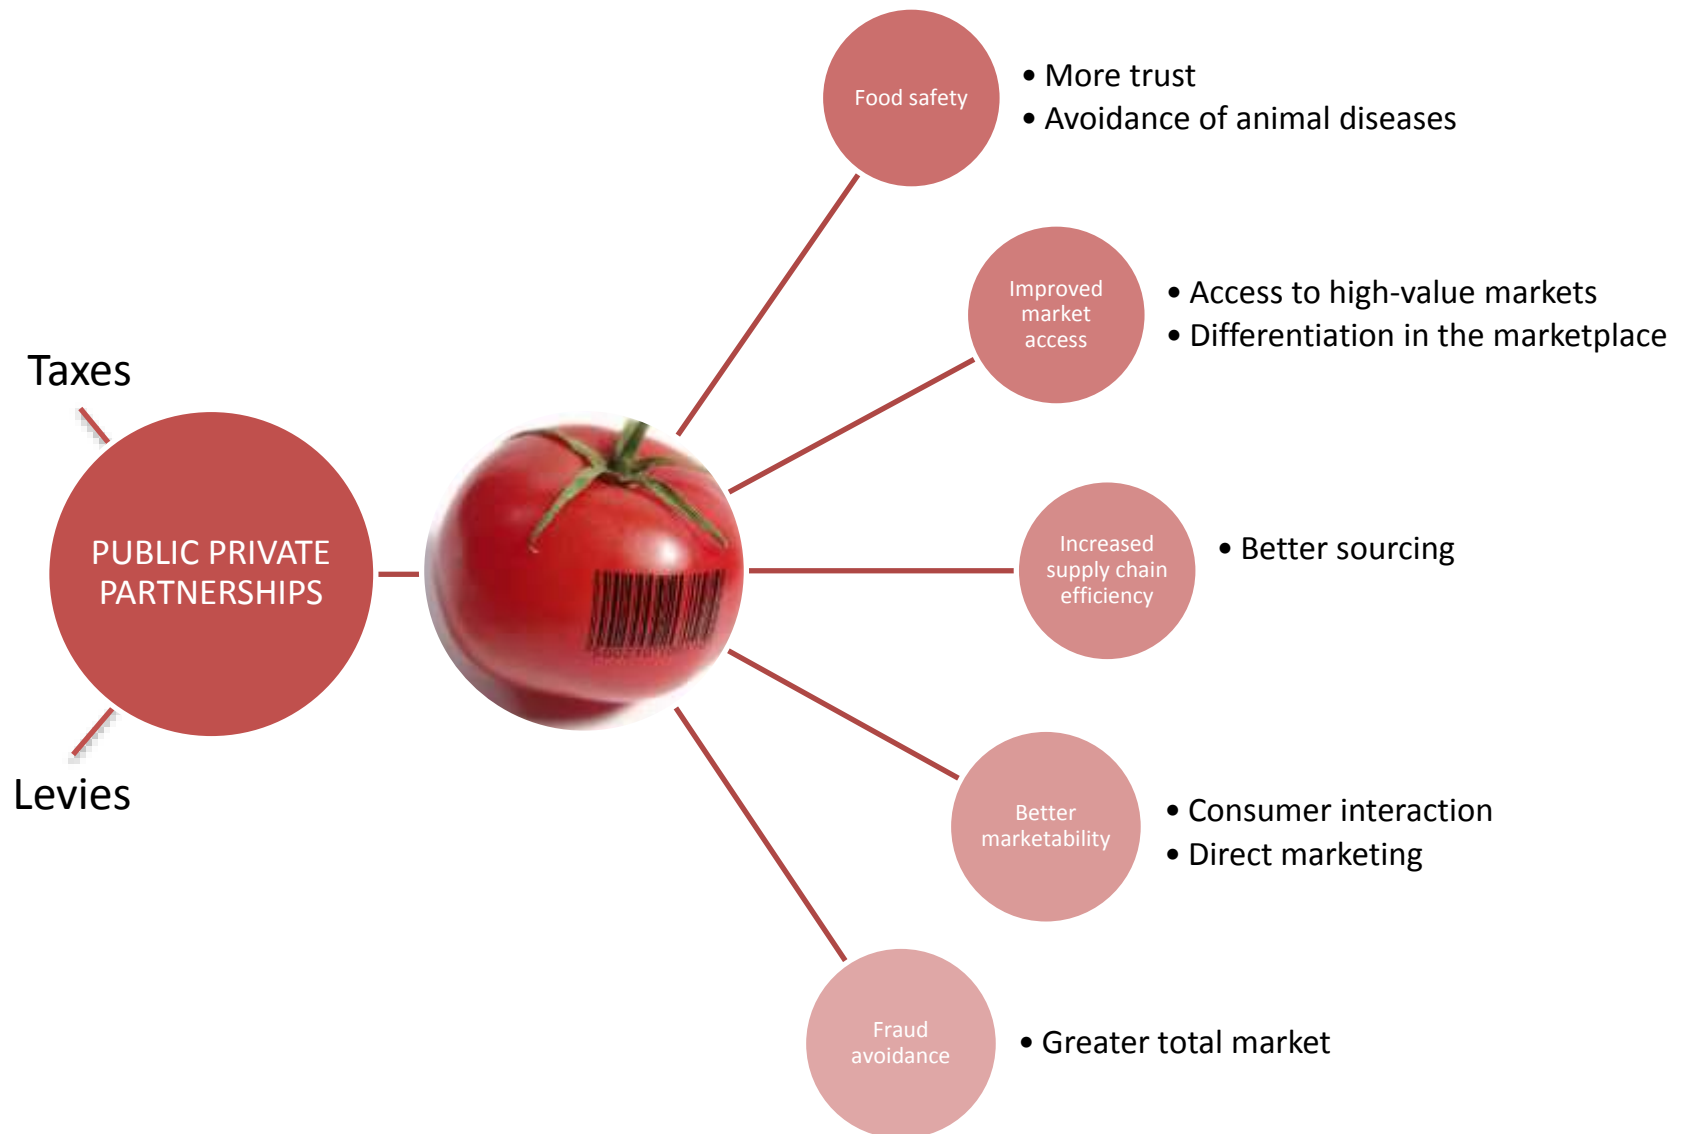 Taxes
PUBLIC PRIVATE
PARTNERSHIPS
Levies
Food safety
• More trust
• Avoidance of animal diseases
Improved
market
access
• Access to high-value markets
• Differentiation in the marketplace
Increased
supply chain
efficiency
• Better sourcing
Better
marketability
• Consumer interaction
• Direct marketing
Fraud
avoidance
• Greater total market